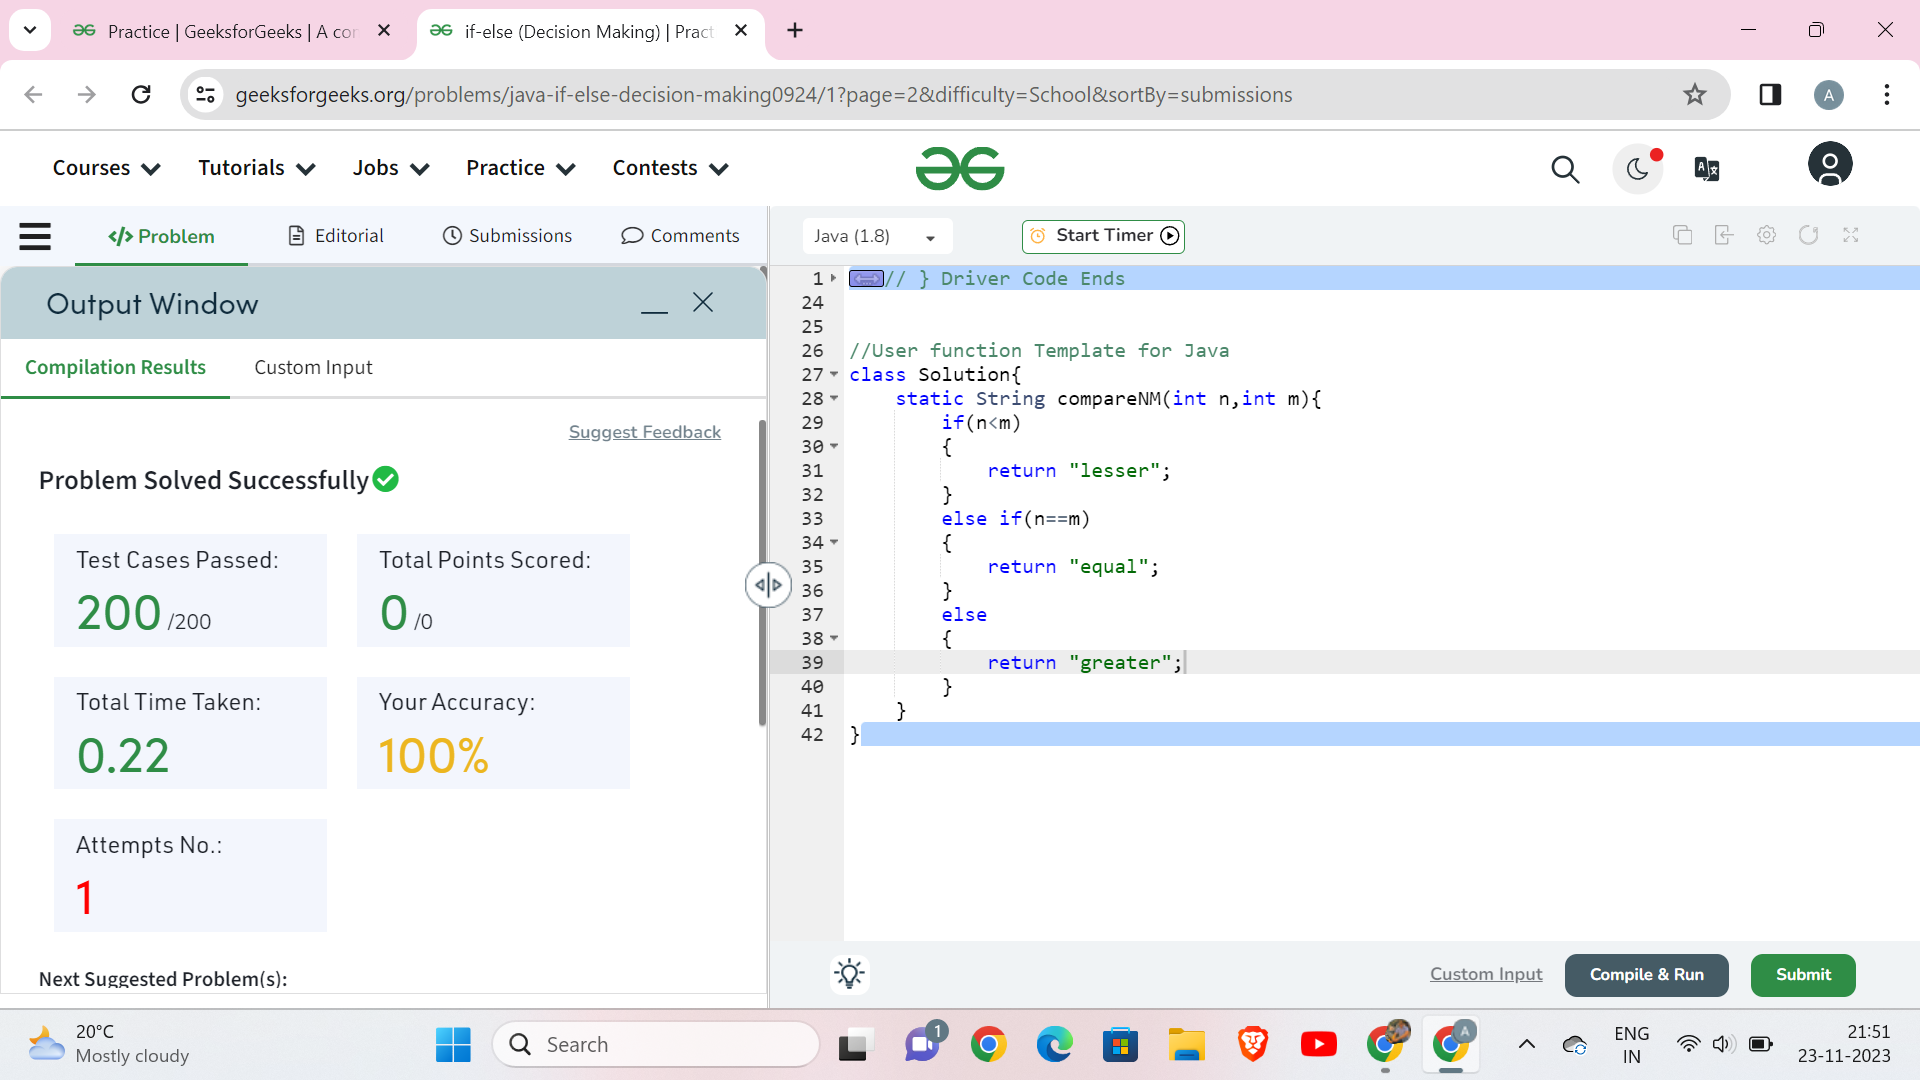 Practice | GeeksforGeeks | A cor
if-else (Decision Making) | Pract
geeksforgeeks.org/problems/java-if-else-decision-making0924/1?page=2&difficulty=School&sortBy=submissions
A
Courses
Tutorials
Jobs
Practice
Contests
Problem
Editorial
Submissions
Comments
Java (1.8)
Start Timer
Output Window
Compilation Results
Custom Input
Suggest Feedback
Problem Solved Successfully
Test Cases Passed:
200 /200
Total Points Scored:
0 /0
Total Time Taken:
0.22
Your Accuracy:
100%
Attempts No.:
1
Next Suggested Problem(s):
1 // } Driver Code Ends
24
25
26 //User function Template for Java
27 class Solution{
28 static String compareNM(int n,int m){
29 if(n<m)
30 {
31 return "lesser";
32 }
33 else if(n==m)
34 {
35 return "equal";
36 }
37 else
38 {
39 return "greater";
40 }
41 }
42 }
Custom Input
Compile & Run
Submit
20°C
Mostly cloudy
Search
1
A
ENG
IN
21:51
23-11-2023